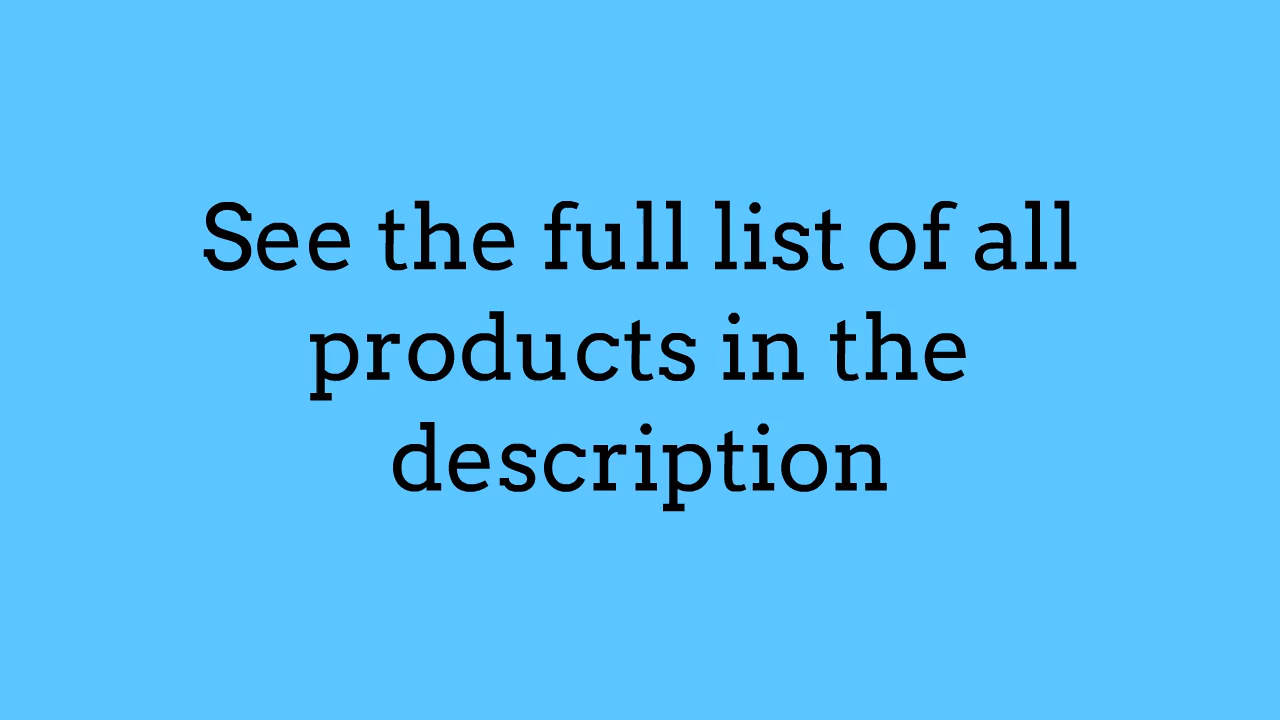 See the full list of all
products in the
description